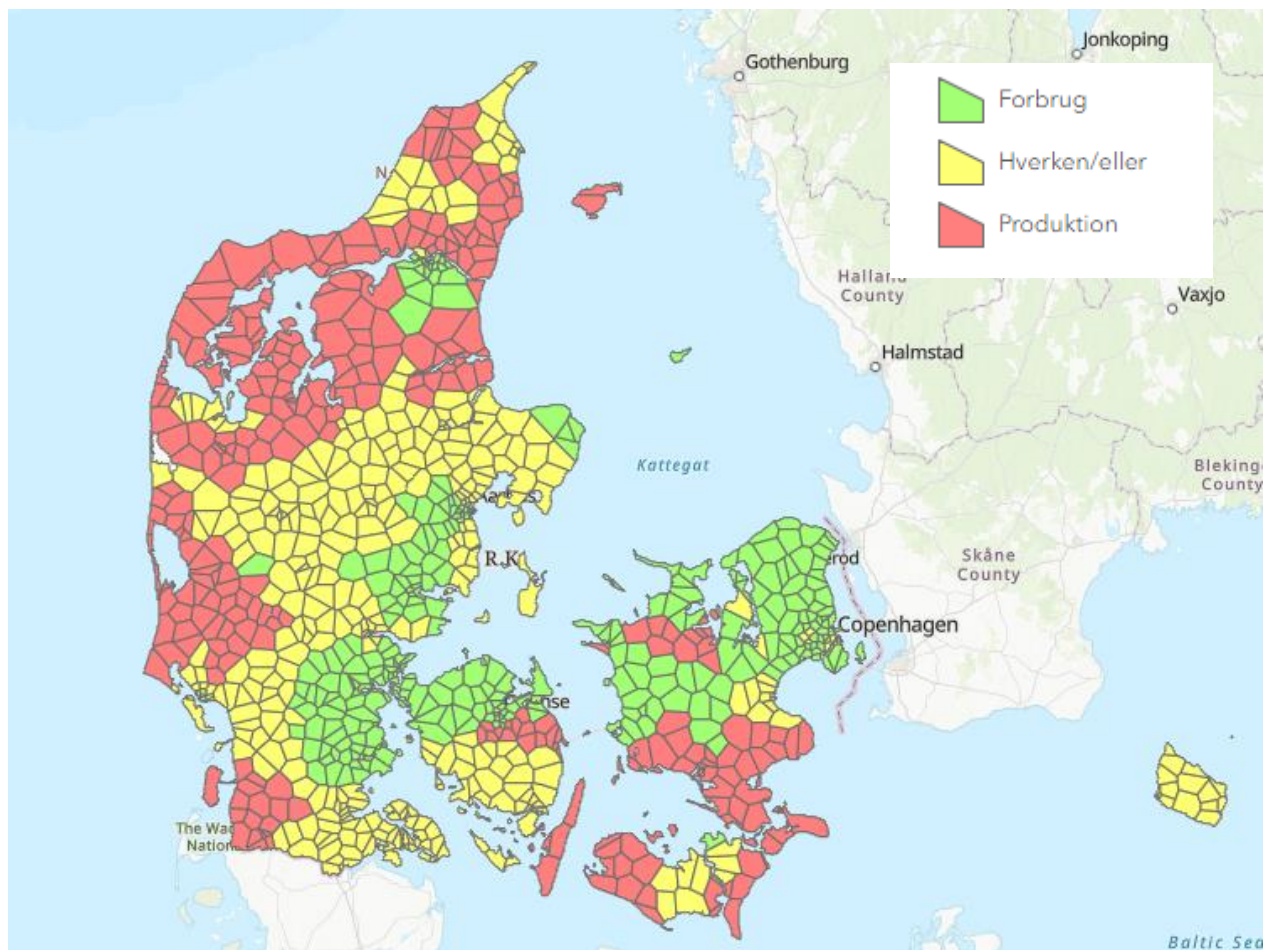 Jonkoping
Gothenburg
Forbrug
Hverken/eller
Produktion
Halland
County
Vaxjo
Halmstad
Kattegat
Blekinge
County
R.K
Skåne
County
Copenhagen
The Wad
Nation
Baltic Sea